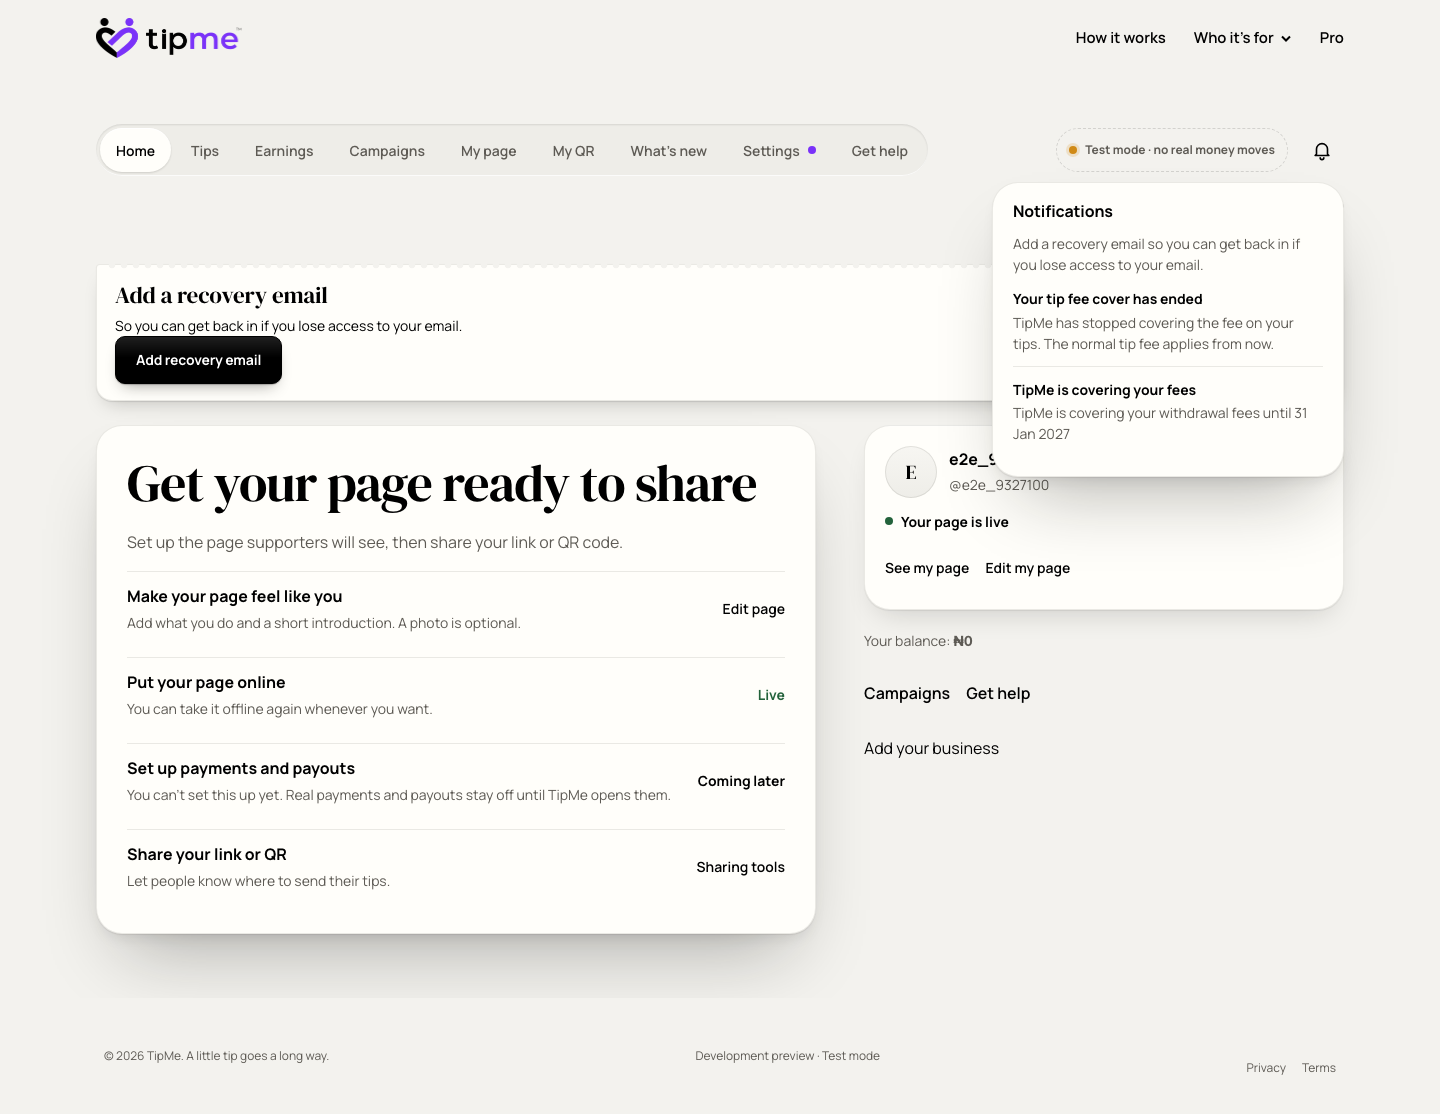 tipme
How it works
Who it's for
Pro
Home
Tips
Earnings
Campaigns
My page
My QR
What's new
Settings
Get help
Test mode · no real money moves
Notifications
Add a recovery email so you can get back in if
you lose access to your email.
Your tip fee cover has ended
TipMe has stopped covering the fee on your
tips. The normal tip fee applies from now.
TipMe is covering your fees
TipMe is covering your withdrawal fees until 31
Jan 2027
Add a recovery email
So you can get back in if you lose access to your email.
Add recovery email
Get your page ready to share
Set up the page supporters will see, then share your link or QR code.
Make your page feel like you
Add what you do and a short introduction. A photo is optional.
Edit page
Put your page online
You can take it offline again whenever you want.
Live
Set up payments and payouts
You can't set this up yet. Real payments and payouts stay off until TipMe opens them.
Coming later
Share your link or QR
Let people know where to send their tips.
Sharing tools
E
@e2e_9327100
Your page is live
See my page
Edit my page
Your balance: ₦0
Campaigns
Get help
Add your business
© 2026 TipMe. A little tip goes a long way.
Development preview · Test mode
Privacy
Terms